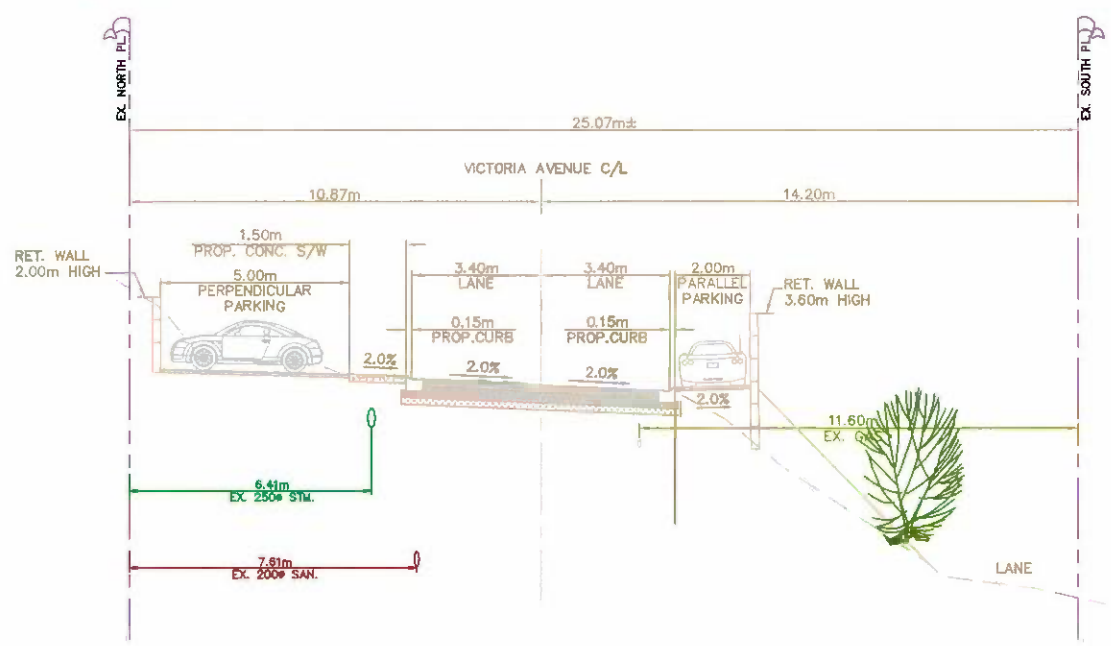 EX. NORTH PL.
EX. SOUTH PL.
25.07m±
VICTORIA AVENUE C/L
10.87m
14.20m
1.50m
PROP. CONC. S/W
RET. WALL
2.00m HIGH
5.00m
PERPENDICULAR
PARKING
3.40m
LANE
3.40m
LANE
2.00m
PARALLEL
PARKING
RET. WALL
3.60m HIGH
0.15m
PROP.CURB
0.15m
PROP.CURB
2.0%
2.0%
2.0%
2.0%
11.60m
EX. GAS
6.41m
EX. 250ø STM.
7.61m
EX. 200ø SAN.
LANE